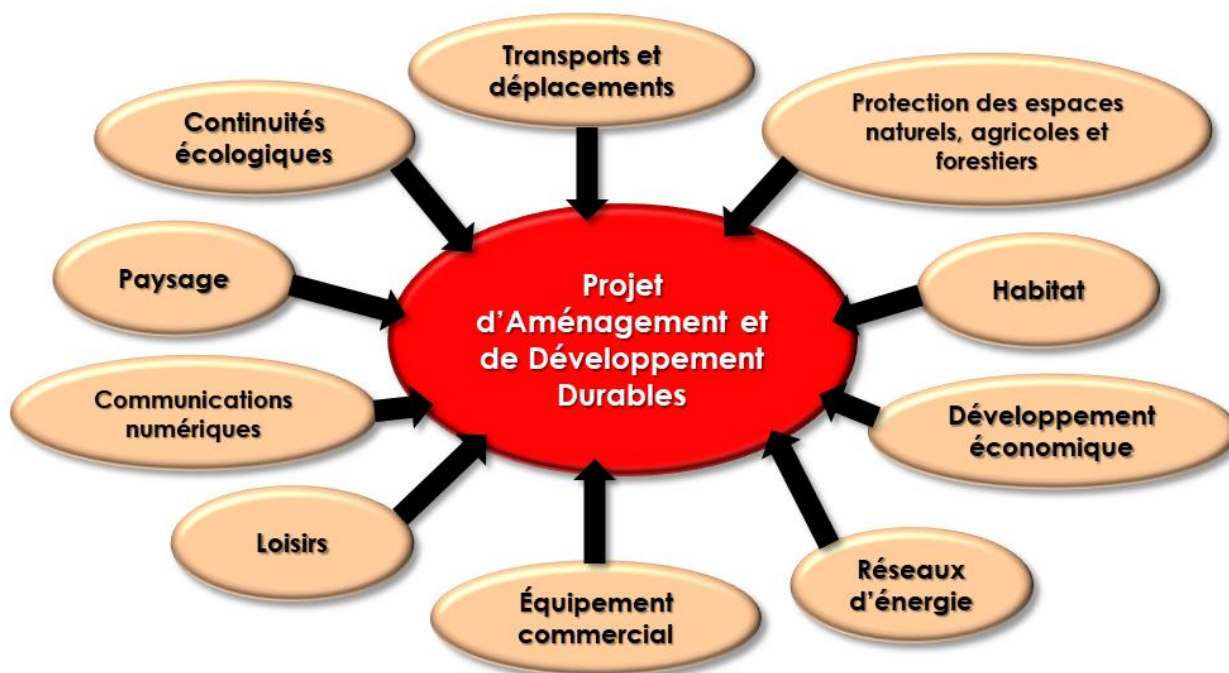 Transports et
déplacements
Continuités
écologiques
Protection des espaces
naturels, agricoles et
forestiers
Paysage
Projet
d’Aménagement et
de Développement
Durables
Habitat
Communications
numériques
Développement
économique
Loisirs
Équipement
commercial
Réseaux
d’énergie